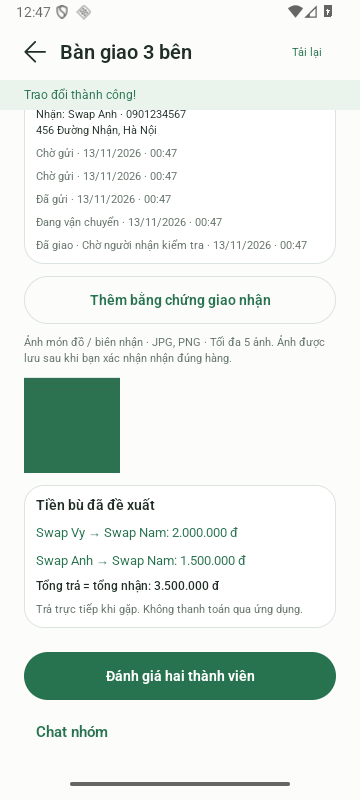 12:47
Bàn giao 3 bên
Tải lại
Trao đổi thành công!
Nhận: Swap Anh · 0901234567
456 Đường Nhận, Hà Nội
Chờ gửi · 13/11/2026 · 00:47
Chờ gửi · 13/11/2026 · 00:47
Đã gửi · 13/11/2026 · 00:47
Đang vận chuyển · 13/11/2026 · 00:47
Đã giao · Chờ người nhận kiểm tra · 13/11/2026 · 00:47
Thêm bằng chứng giao nhận
Ảnh món đồ / biên nhận · JPG, PNG · Tối đa 5 ảnh. Ảnh được
lưu sau khi bạn xác nhận nhận đúng hàng.
Tiền bù đã đề xuất
Swap Vy → Swap Nam: 2.000.000 đ
Swap Anh → Swap Nam: 1.500.000 đ
Tổng trả = tổng nhận: 3.500.000 đ
Trả trực tiếp khi gặp. Không thanh toán qua ứng dụng.
Đánh giá hai thành viên
Chat nhóm